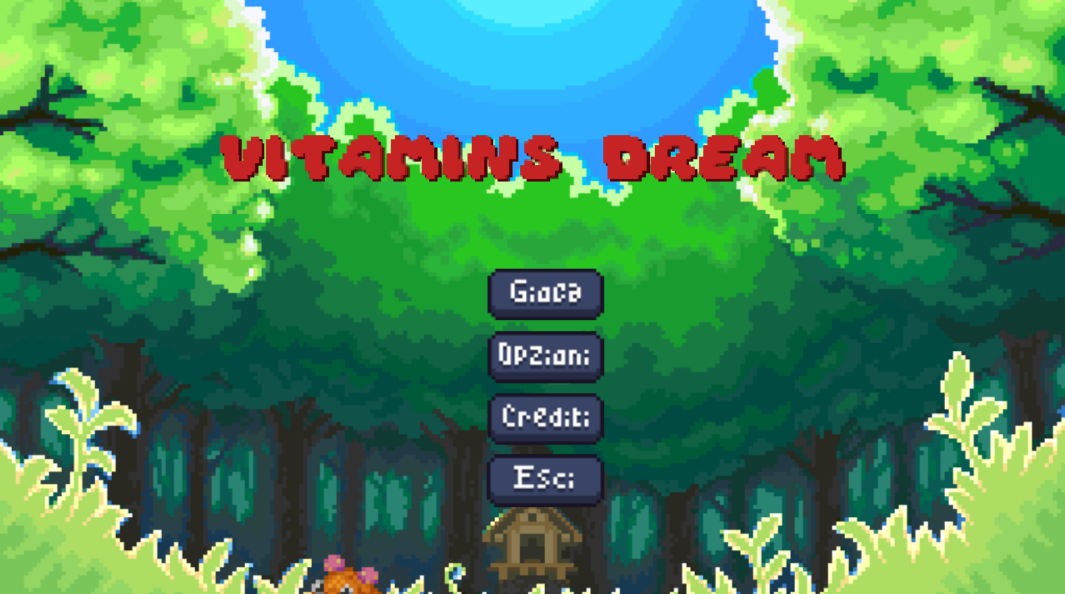 VITAMINS DREAM
Gioca
Opzioni
Crediti
Esci